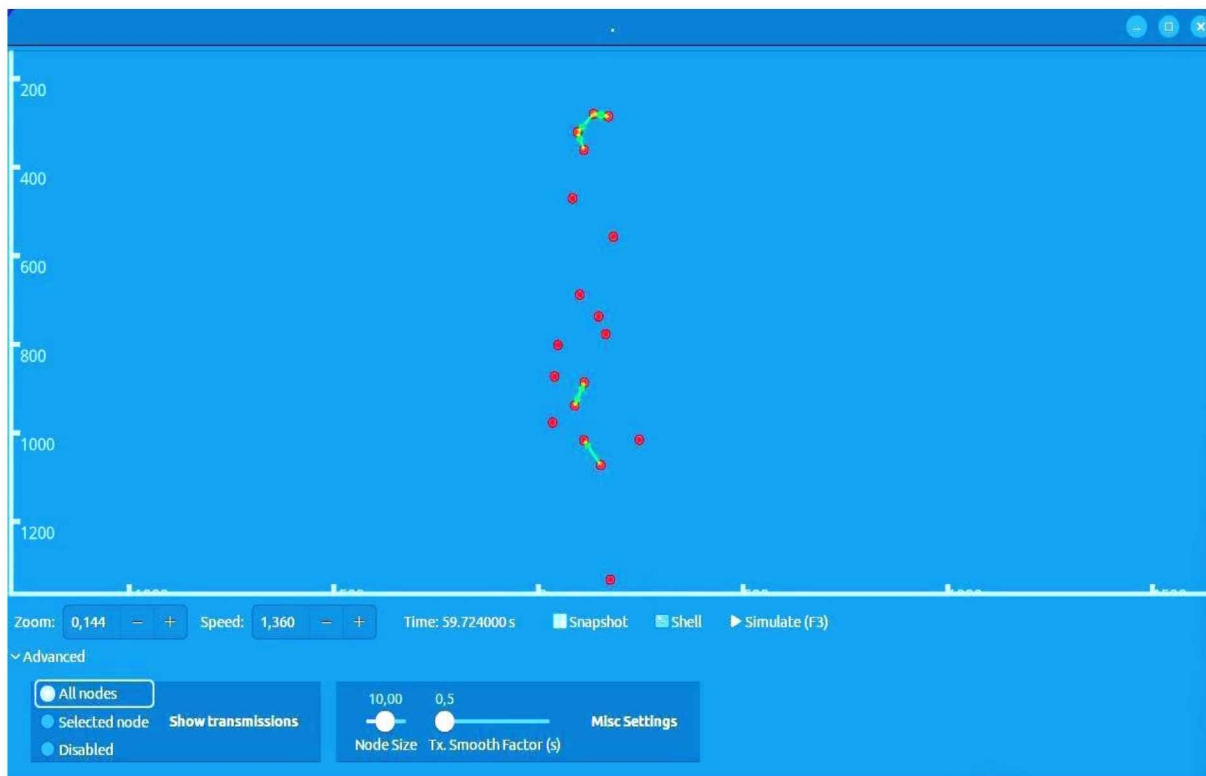 200
400
600
800
1000
1200
Zoom: 0,144 − + Speed: 1,360 − + Time: 59.724000 s Snapshot Shell Simulate (F3)
Advanced
All nodes
Selected node
Disabled
Show transmissions
10,00 0,5
Node Size Tx. Smooth Factor (s)
Misc Settings